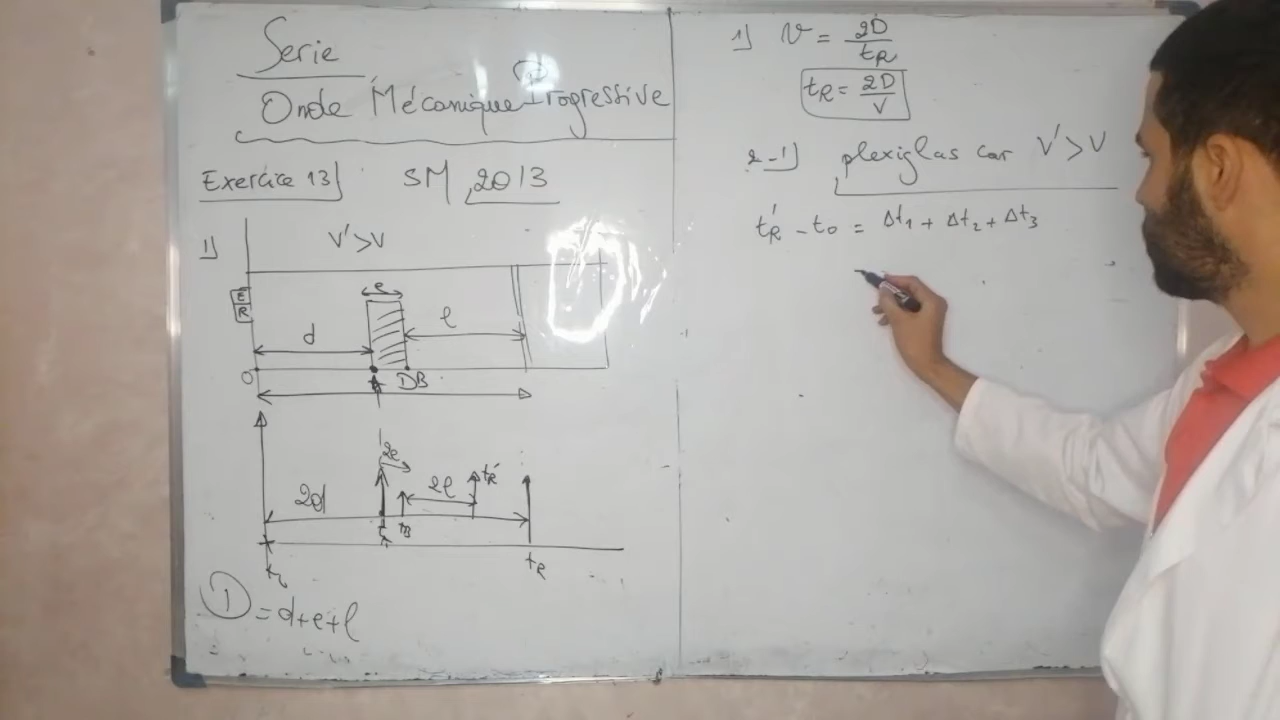 Serie
Onde Mécanique Progressive
Exercice 13) SM 2013
1)
V'>V
E
R
e
d
l
O
A
B
2e
2d
2l
t'R
tA
tB
t0
tR
D = d+e+l
1) V = 2D/tR
tR = 2D/V
2-1) plexiglas car V'>V
t'R - t0 = Δt1 + Δt2 + Δt3